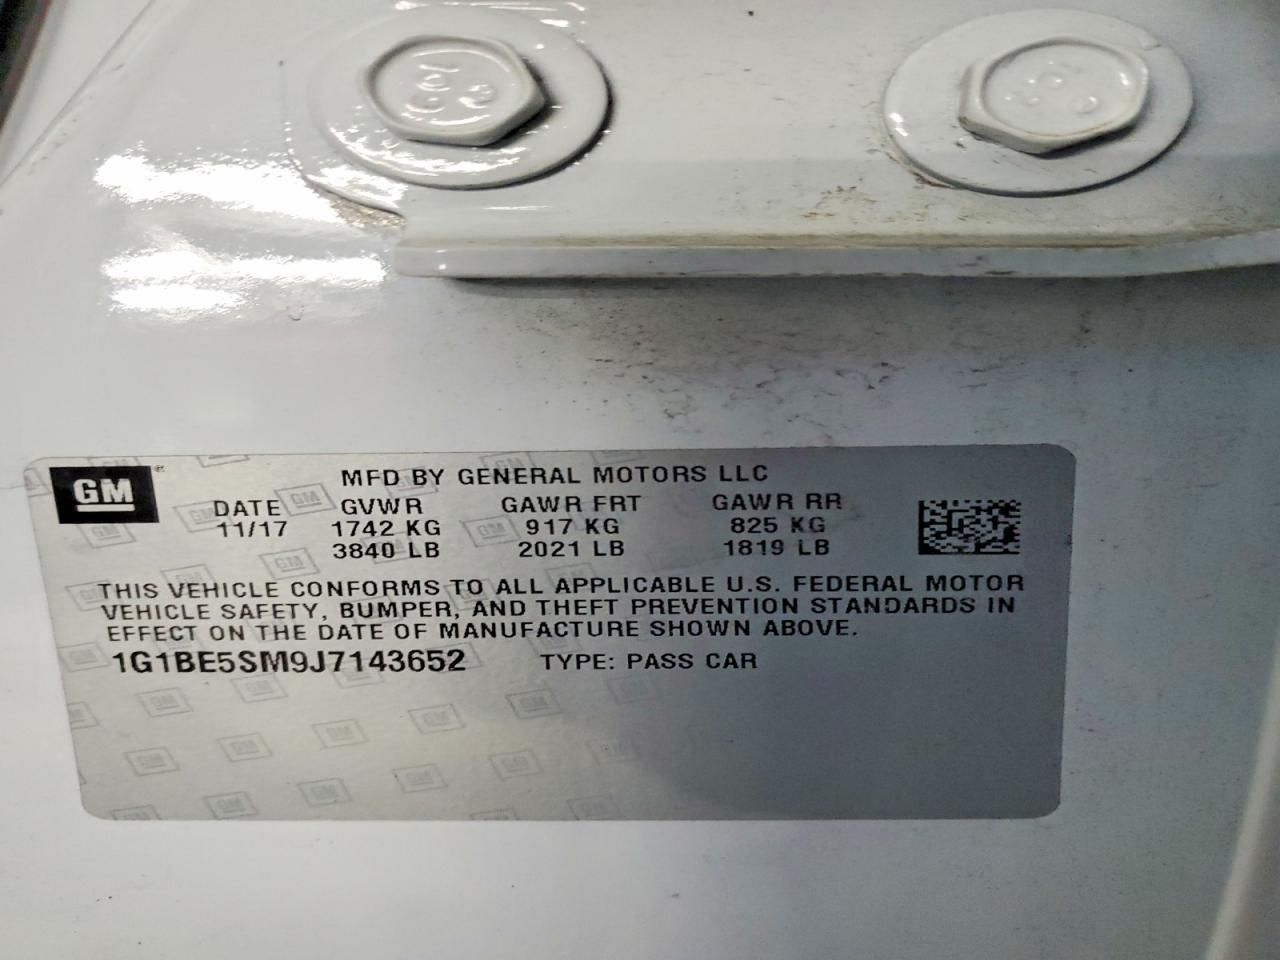 GM
MFD BY GENERAL MOTORS LLC
DATE GVWR GAWR FRT GAWR RR
11/17 1742 KG 917 KG 825 KG
3840 LB 2021 LB 1819 LB
THIS VEHICLE CONFORMS TO ALL APPLICABLE U.S. FEDERAL MOTOR
VEHICLE SAFETY, BUMPER, AND THEFT PREVENTION STANDARDS IN
EFFECT ON THE DATE OF MANUFACTURE SHOWN ABOVE.
1G1BE5SM9J7143652 TYPE: PASS CAR